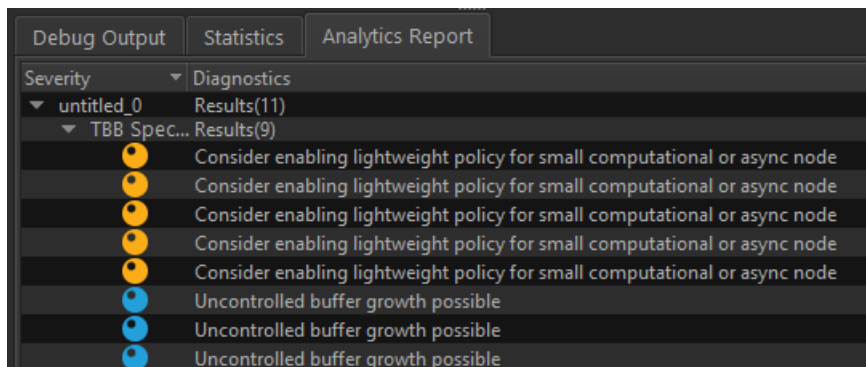 Debug Output Statistics Analytics Report
Severity Diagnostics
untitled_0 Results(11)
TBB Spec... Results(9)
Consider enabling lightweight policy for small computational or async node
Consider enabling lightweight policy for small computational or async node
Consider enabling lightweight policy for small computational or async node
Consider enabling lightweight policy for small computational or async node
Consider enabling lightweight policy for small computational or async node
Uncontrolled buffer growth possible
Uncontrolled buffer growth possible
Uncontrolled buffer growth possible